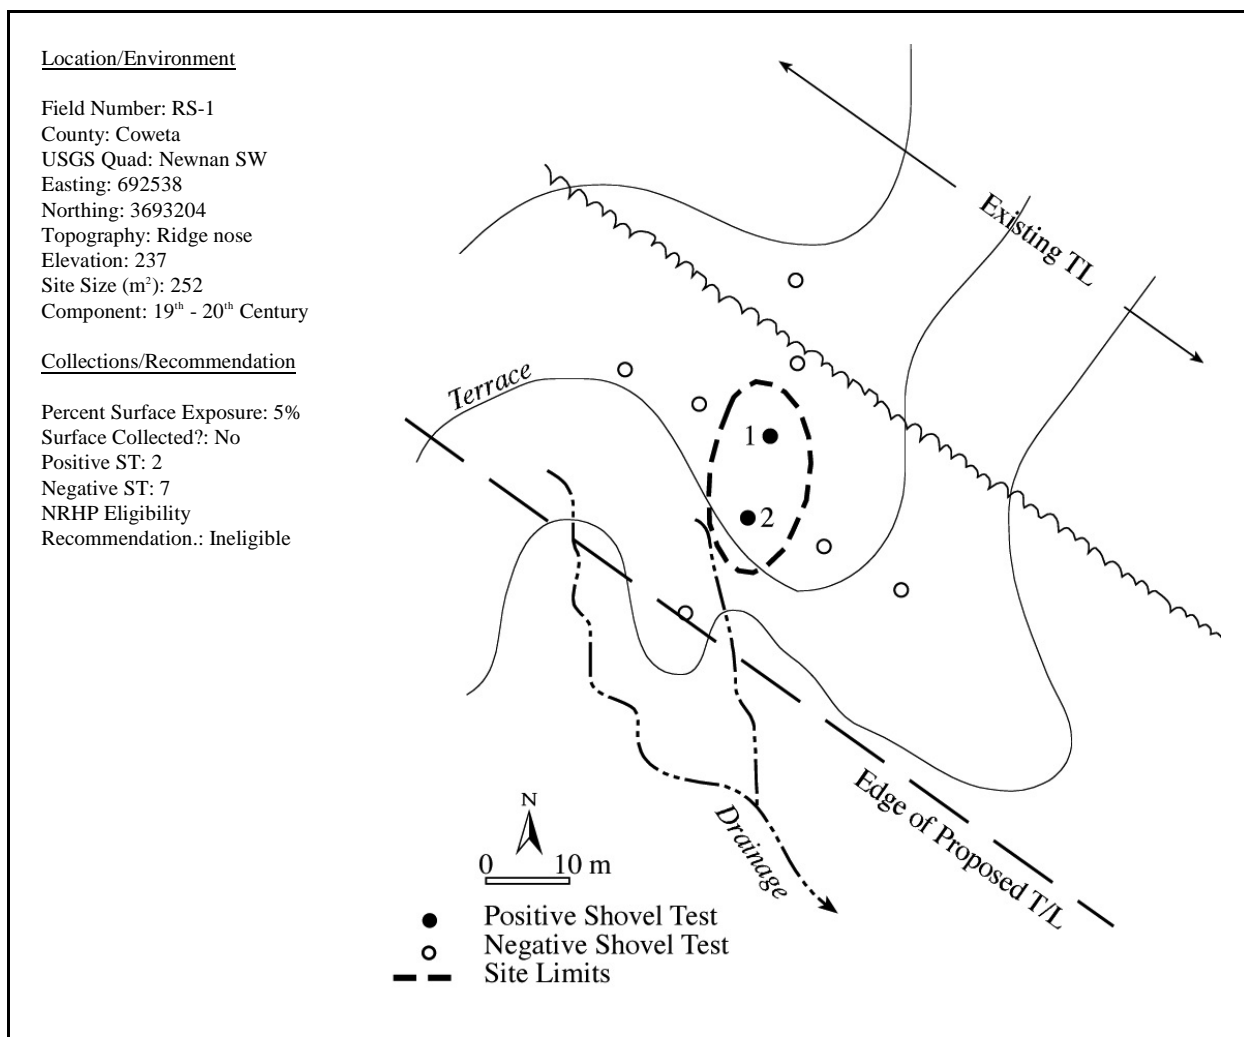 Location/Environment
Field Number: RS-1
County: Coweta
USGS Quad: Newnan SW
Easting: 692538
Northing: 3693204
Topography: Ridge nose
Elevation: 237
Site Size (m²): 252
Component: 19th - 20th Century
Collections/Recommendation
Percent Surface Exposure: 5%
Surface Collected?: No
Positive ST: 2
Negative ST: 7
NRHP Eligibility
Recommendation.: Ineligible
Existing TL
Terrace
1
2
Edge of Proposed T/L
Drainage
N
0 10 m
Positive Shovel Test
Negative Shovel Test
Site Limits